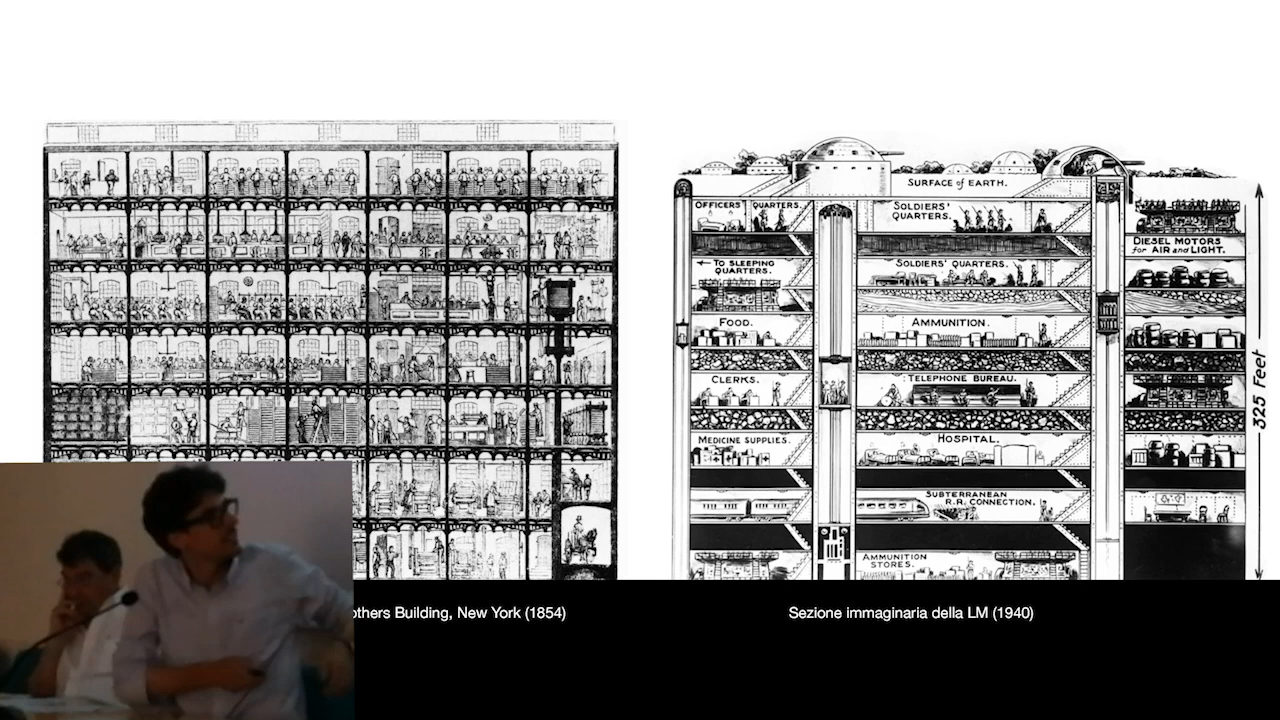 SURFACE of EARTH.
OFFICERS' QUARTERS.
SOLDIERS'
QUARTERS.
DIESEL MOTORS
for AIR and LIGHT.
TO SLEEPING
QUARTERS.
SOLDIERS' QUARTERS.
FOOD.
AMMUNITION.
325 Feet
CLERKS.
TELEPHONE BUREAU.
MEDICINE SUPPLIES.
HOSPITAL.
SUBTERRANEAN
R.R. CONNECTION.
AMMUNITION
STORES.
others Building, New York (1854)
Sezione immaginaria della LM (1940)